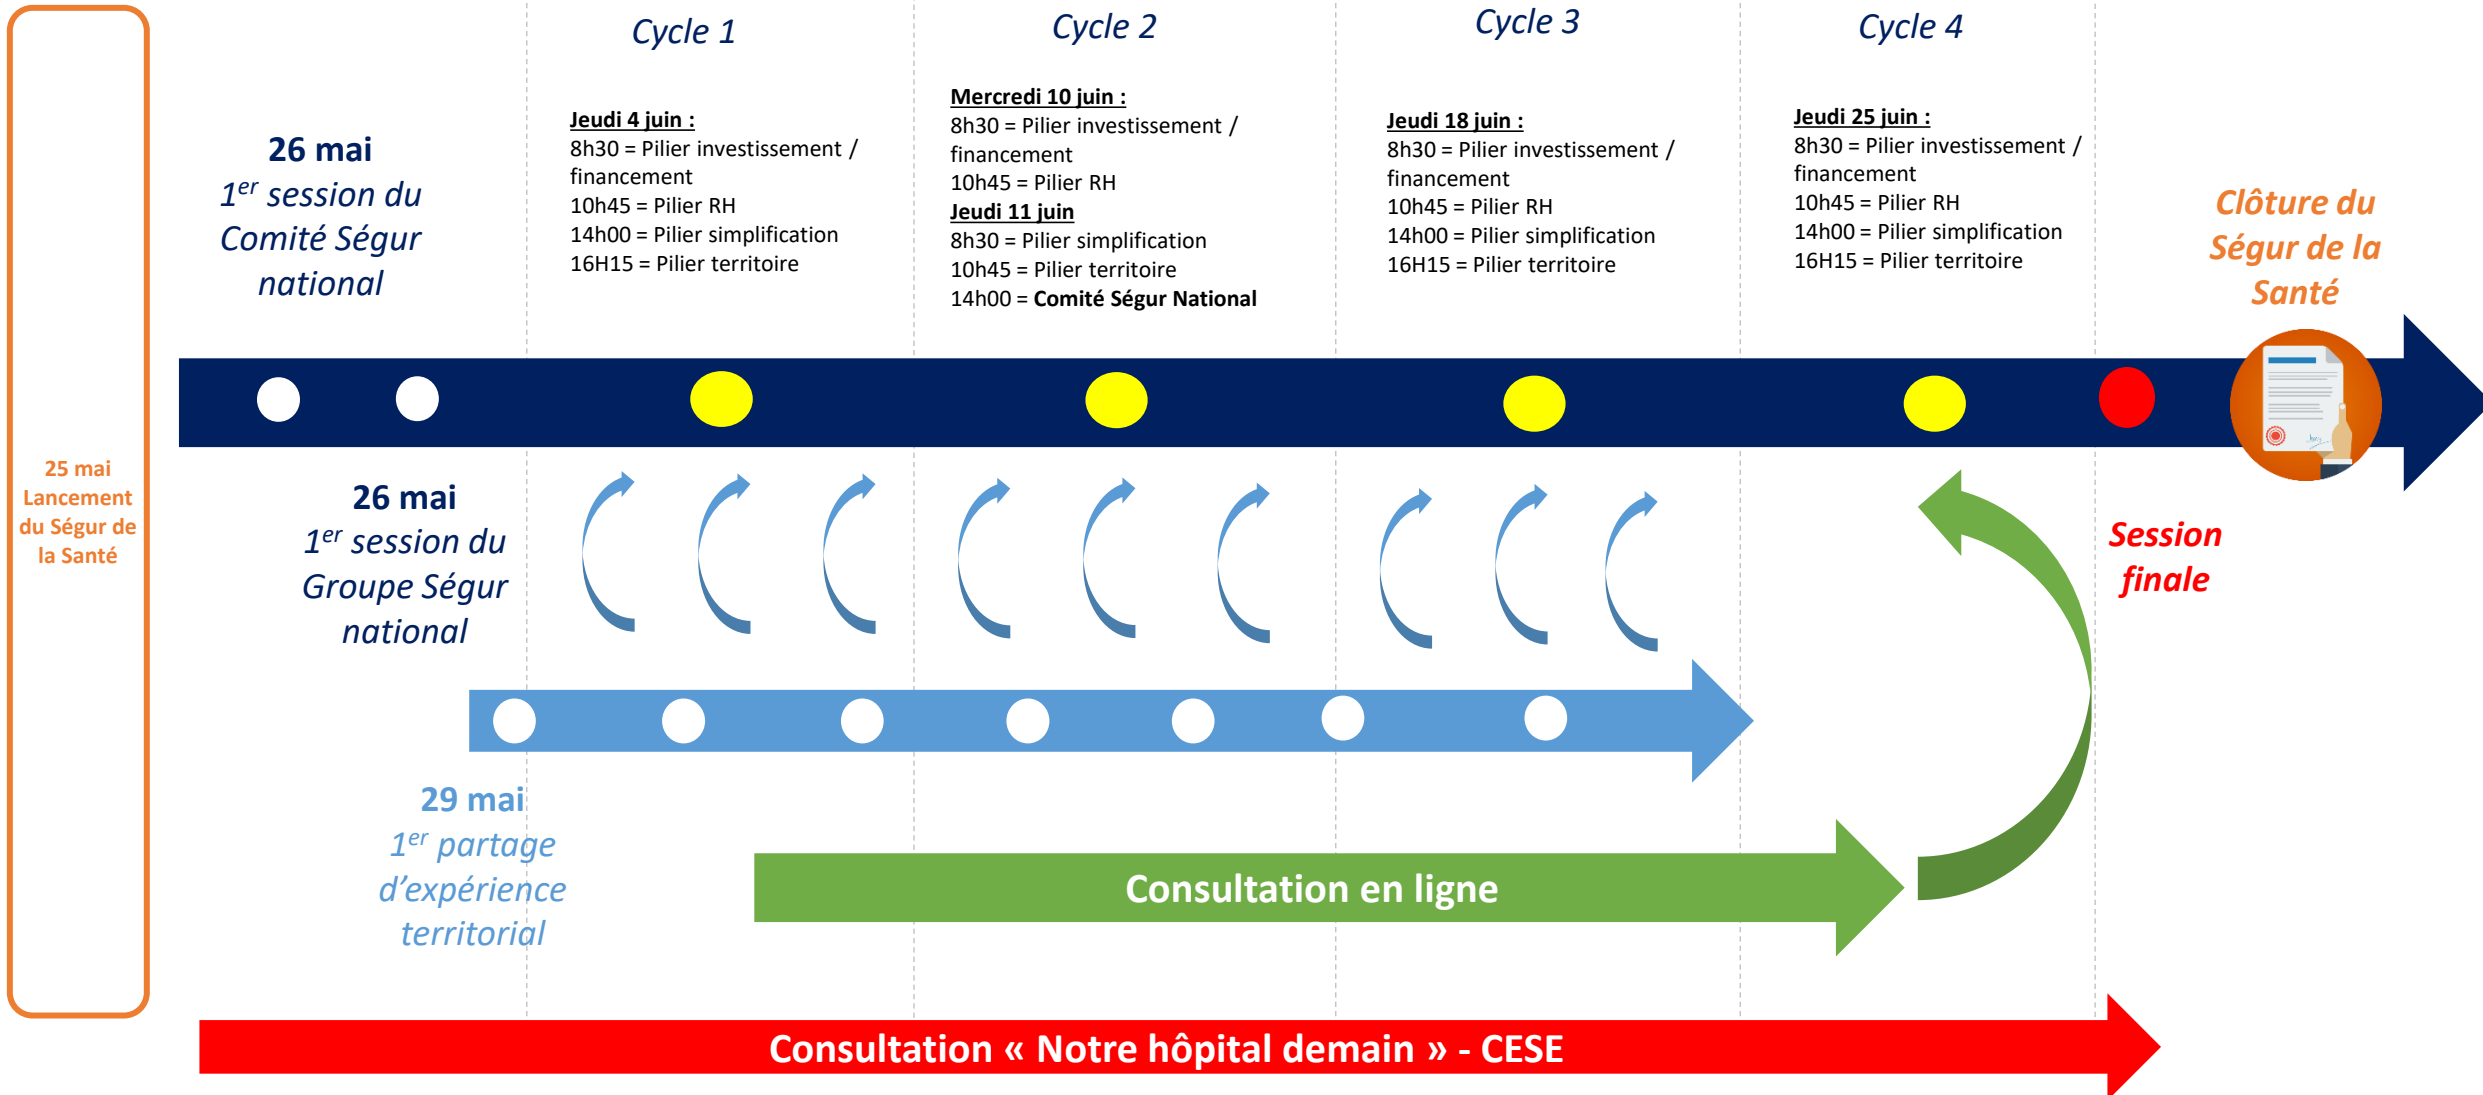 25 mai
Lancement
du Ségur de
la Santé
26 mai
1er session du
Comité Ségur
national
Cycle 1
Jeudi 4 juin :
8h30 = Pilier investissement /
financement
10h45 = Pilier RH
14h00 = Pilier simplification
16H15 = Pilier territoire
Cycle 2
Mercredi 10 juin :
8h30 = Pilier investissement /
financement
10h45 = Pilier RH
Jeudi 11 juin
8h30 = Pilier simplification
10h45 = Pilier territoire
14h00 = Comité Ségur National
Cycle 3
Jeudi 18 juin :
8h30 = Pilier investissement /
financement
10h45 = Pilier RH
14h00 = Pilier simplification
16H15 = Pilier territoire
Cycle 4
Jeudi 25 juin :
8h30 = Pilier investissement /
financement
10h45 = Pilier RH
14h00 = Pilier simplification
16H15 = Pilier territoire
Clôture du
Ségur de la
Santé
26 mai
1er session du
Groupe Ségur
national
Session
finale
29 mai
1er partage
d’expérience
territorial
Consultation en ligne
Consultation « Notre hôpital demain » - CESE